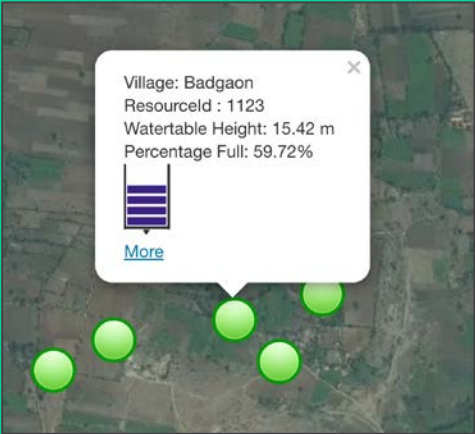 Village: Badgaon
ResourceId : 1123
Watertable Height: 15.42 m
Percentage Full: 59.72%
More